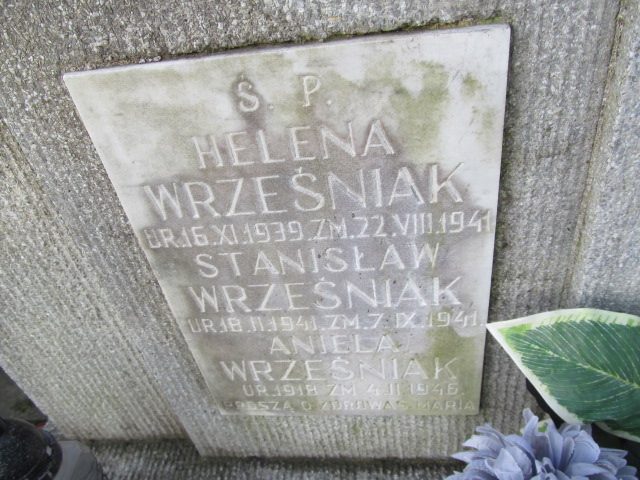 Ś. P.
HELENA
WRZEŚNIAK
UR.16.XI.1939.ZM.22.VIII.1941
STANISŁAW
WRZEŚNIAK
UR.18.II.1941.ZM.7.IX.1941
ANIELA
WRZEŚNIAK
UR.1918 ZM 4.II.1946
PROSZĄ O ZDROWAŚ MARIA